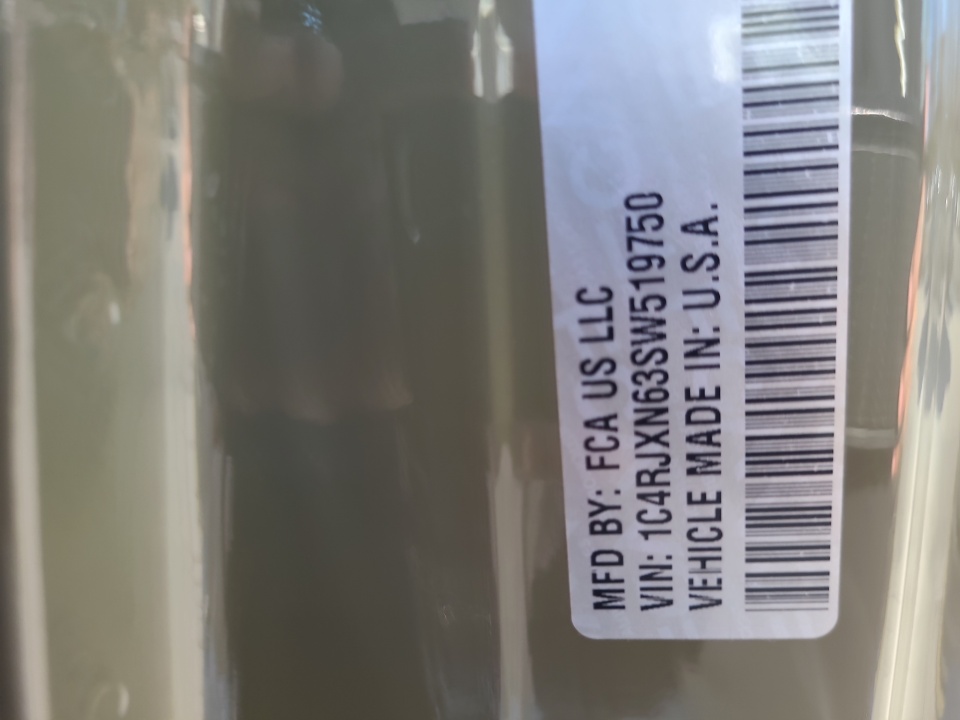 MFD BY: FCA US LLC
VIN: 1C4RJXN63SW519750
VEHICLE MADE IN: U.S.A.